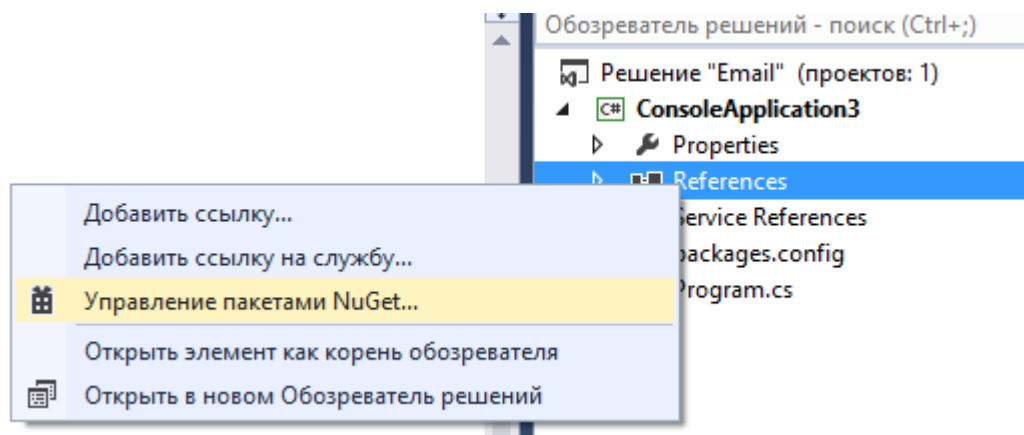 Обозреватель решений - поиск (Ctrl+;)
Решение "Email" (проектов: 1)
C# ConsoleApplication3
Properties
References
Service References
packages.config
Program.cs
Добавить ссылку...
Добавить ссылку на службу...
Управление пакетами NuGet...
Открыть элемент как корень обозревателя
Открыть в новом Обозреватель решений